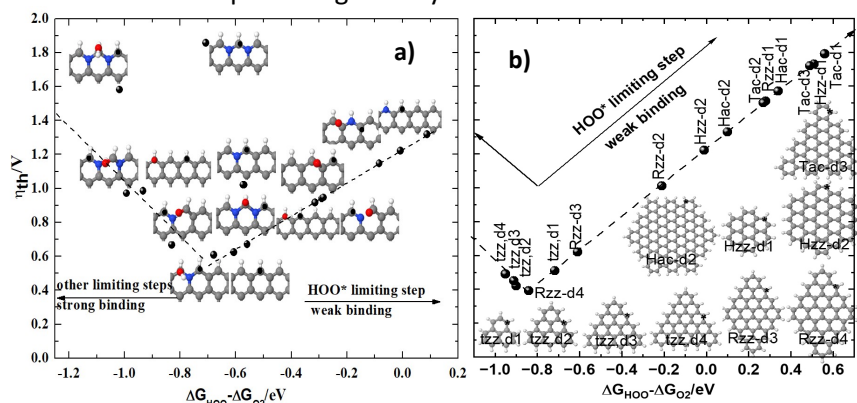 a)
1.8
1.6
1.4
1.2
1.0
0.8
0.6
0.4
0.2
0.0
ηth/V
other limiting steps
strong binding
HOO* limiting step
weak binding
-1.2
-1.0
-0.8
-0.6
-0.4
-0.2
0.0
0.2
ΔG_HOO-ΔG_O2/eV
b)
HOO* limiting step
weak binding
tzz,d4
tzz,d3
tzz,d2
Rzz-d4
tzz,d1
Rzz-d3
Rzz-d2
Hzz-d2
Hac-d2
Tac-d2
Rzz-d1
Hac-d1
Tac-d3
Hzz-d1
Tac-d1
*
Tac-d3
Hac-d2
Hzz-d1
Hzz-d2
tzz,d1
tzz,d2
tzz,d3
tzz,d4
Rzz-d3
Rzz-d4
-1.0
-0.8
-0.6
-0.4
-0.2
0.0
0.2
0.4
0.6
ΔG_HOO-ΔG_O2/eV